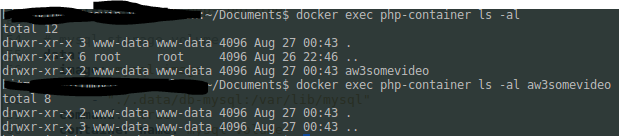 :~/Documents$ docker exec php-container ls -al
total 12
drwxr-xr-x 3 www-data www-data 4096 Aug 27 00:43 .
drwxr-xr-x 6 root     root     4096 Aug 26 22:46 ..
drwxr-xr-x 3 www-data www-data 4096 Aug 27 00:43 aw3somevideo
:~/Documents$ docker exec php-container ls -al aw3somevideo
total 8
drwxr-xr-x 3 www-data www-data 4096 Aug 27 00:43 .
drwxr-xr-x 3 www-data www-data 4096 Aug 27 00:43 ..